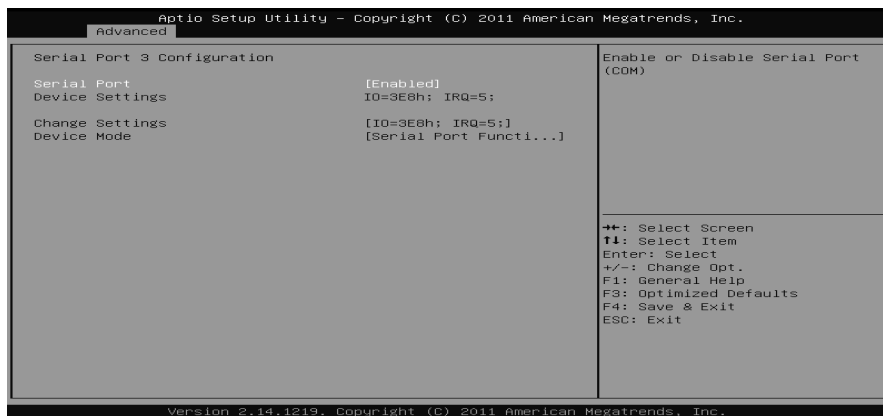 Aptio Setup Utility – Copyright (C) 2011 American Megatrends, Inc.
Advanced
Serial Port 3 Configuration
Serial Port [Enabled]
Device Settings IO=3E8h; IRQ=5;
Change Settings [IO=3E8h; IRQ=5;]
Device Mode [Serial Port Functi...]
Enable or Disable Serial Port
(COM)
→←: Select Screen
↑↓: Select Item
Enter: Select
+/-: Change Opt.
F1: General Help
F3: Optimized Defaults
F4: Save & Exit
ESC: Exit
Version 2.14.1219. Copyright (C) 2011 American Megatrends, Inc.